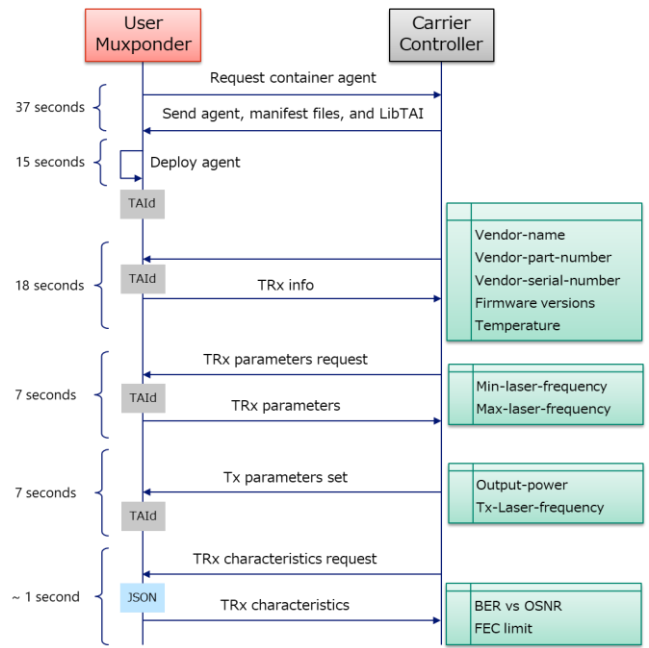 User
Muxponder
Carrier
Controller
Request container agent
37 seconds
Send agent, manifest files, and LibTAI
15 seconds
Deploy agent
TAId
Vendor-name
Vendor-part-number
Vendor-serial-number
Firmware versions
Temperature
18 seconds
TAId
TRx info
TRx parameters request
7 seconds
TAId
TRx parameters
Min-laser-frequency
Max-laser-frequency
Tx parameters set
7 seconds
TAId
Output-power
Tx-Laser-frequency
TRx characteristics request
~ 1 second
JSON
TRx characteristics
BER vs OSNR
FEC limit